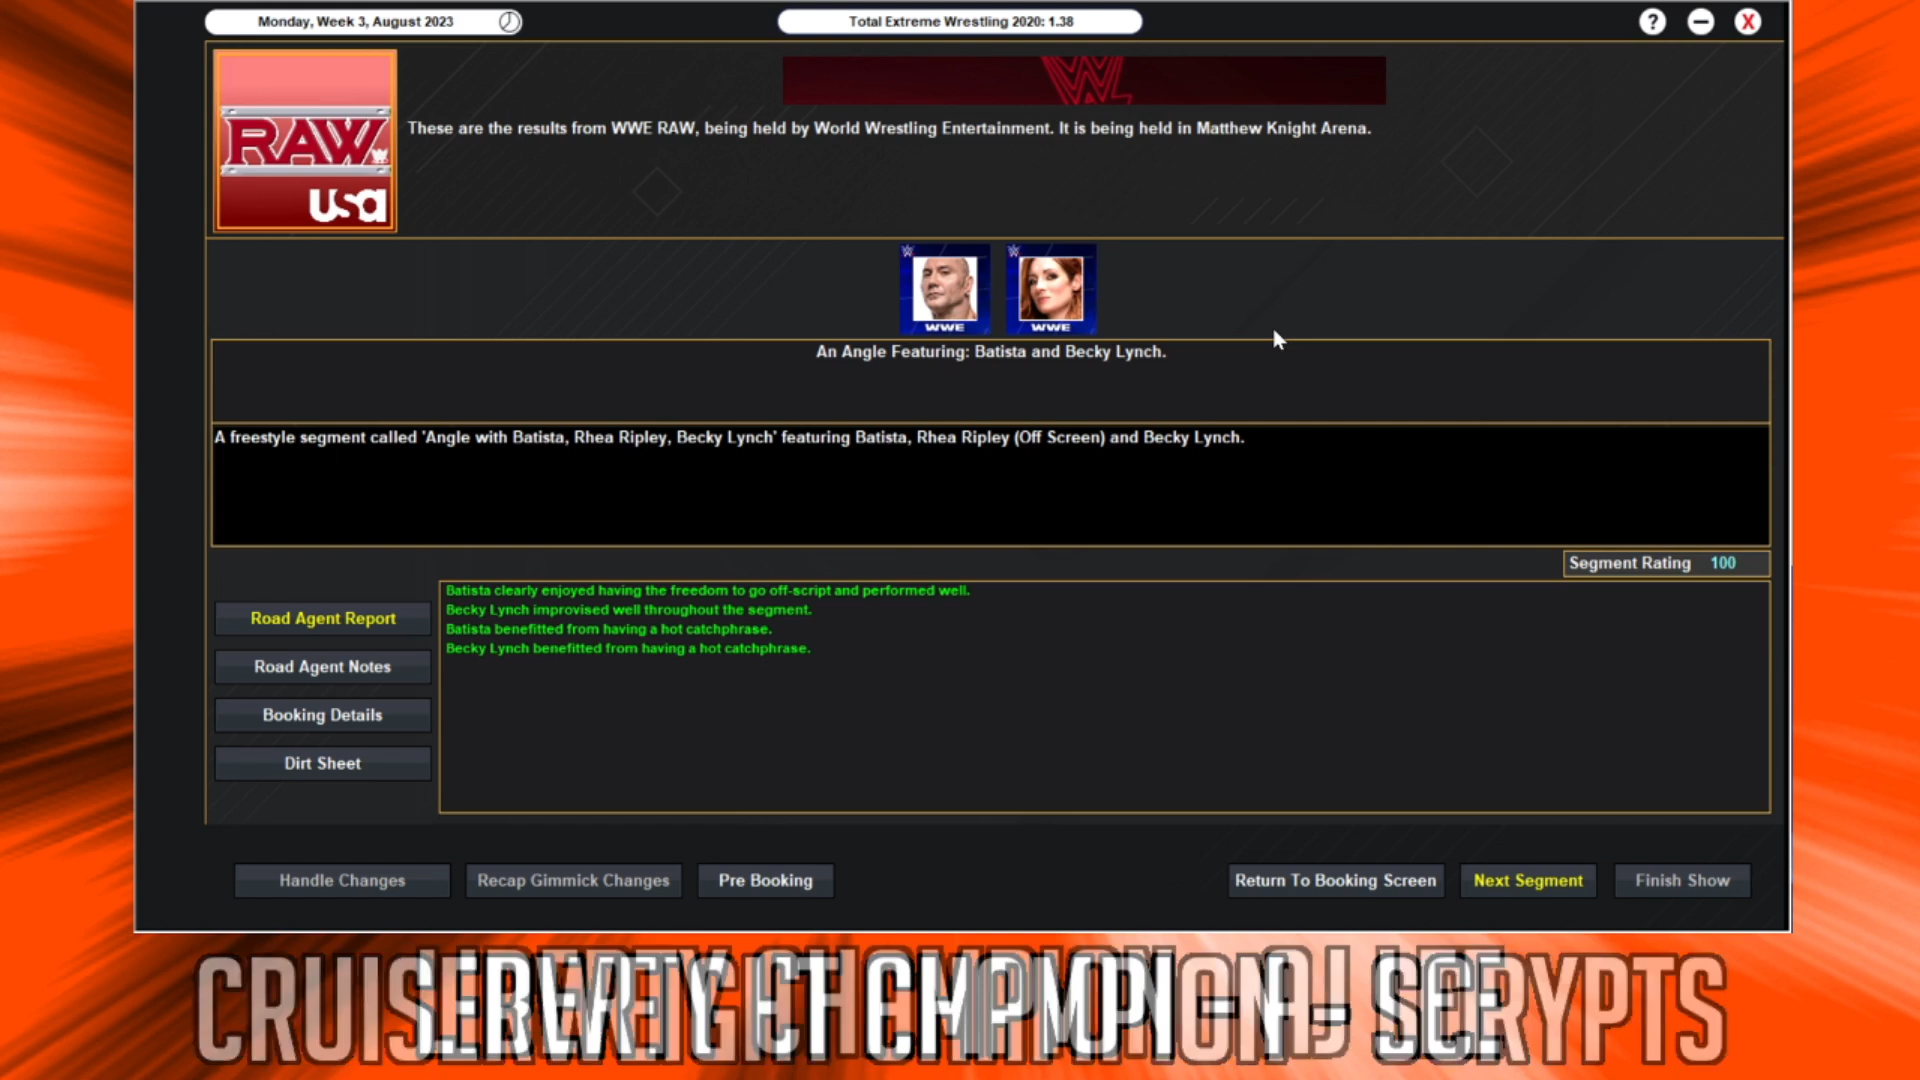 Monday, Week 3, August 2023
Total Extreme Wrestling 2020: 1.38
?
X
RAW
usa
These are the results from WWE RAW, being held by World Wrestling Entertainment. It is being held in Matthew Knight Arena.
WWE
WWE
An Angle Featuring: Batista and Becky Lynch.
A freestyle segment called 'Angle with Batista, Rhea Ripley, Becky Lynch' featuring Batista, Rhea Ripley (Off Screen) and Becky Lynch.
Segment Rating 100
Batista clearly enjoyed having the freedom to go off-script and performed well.
Becky Lynch improvised well throughout the segment.
Batista benefitted from having a hot catchphrase.
Becky Lynch benefitted from having a hot catchphrase.
Road Agent Report
Road Agent Notes
Booking Details
Dirt Sheet
Handle Changes
Recap Gimmick Changes
Pre Booking
Return To Booking Screen
Next Segment
Finish Show